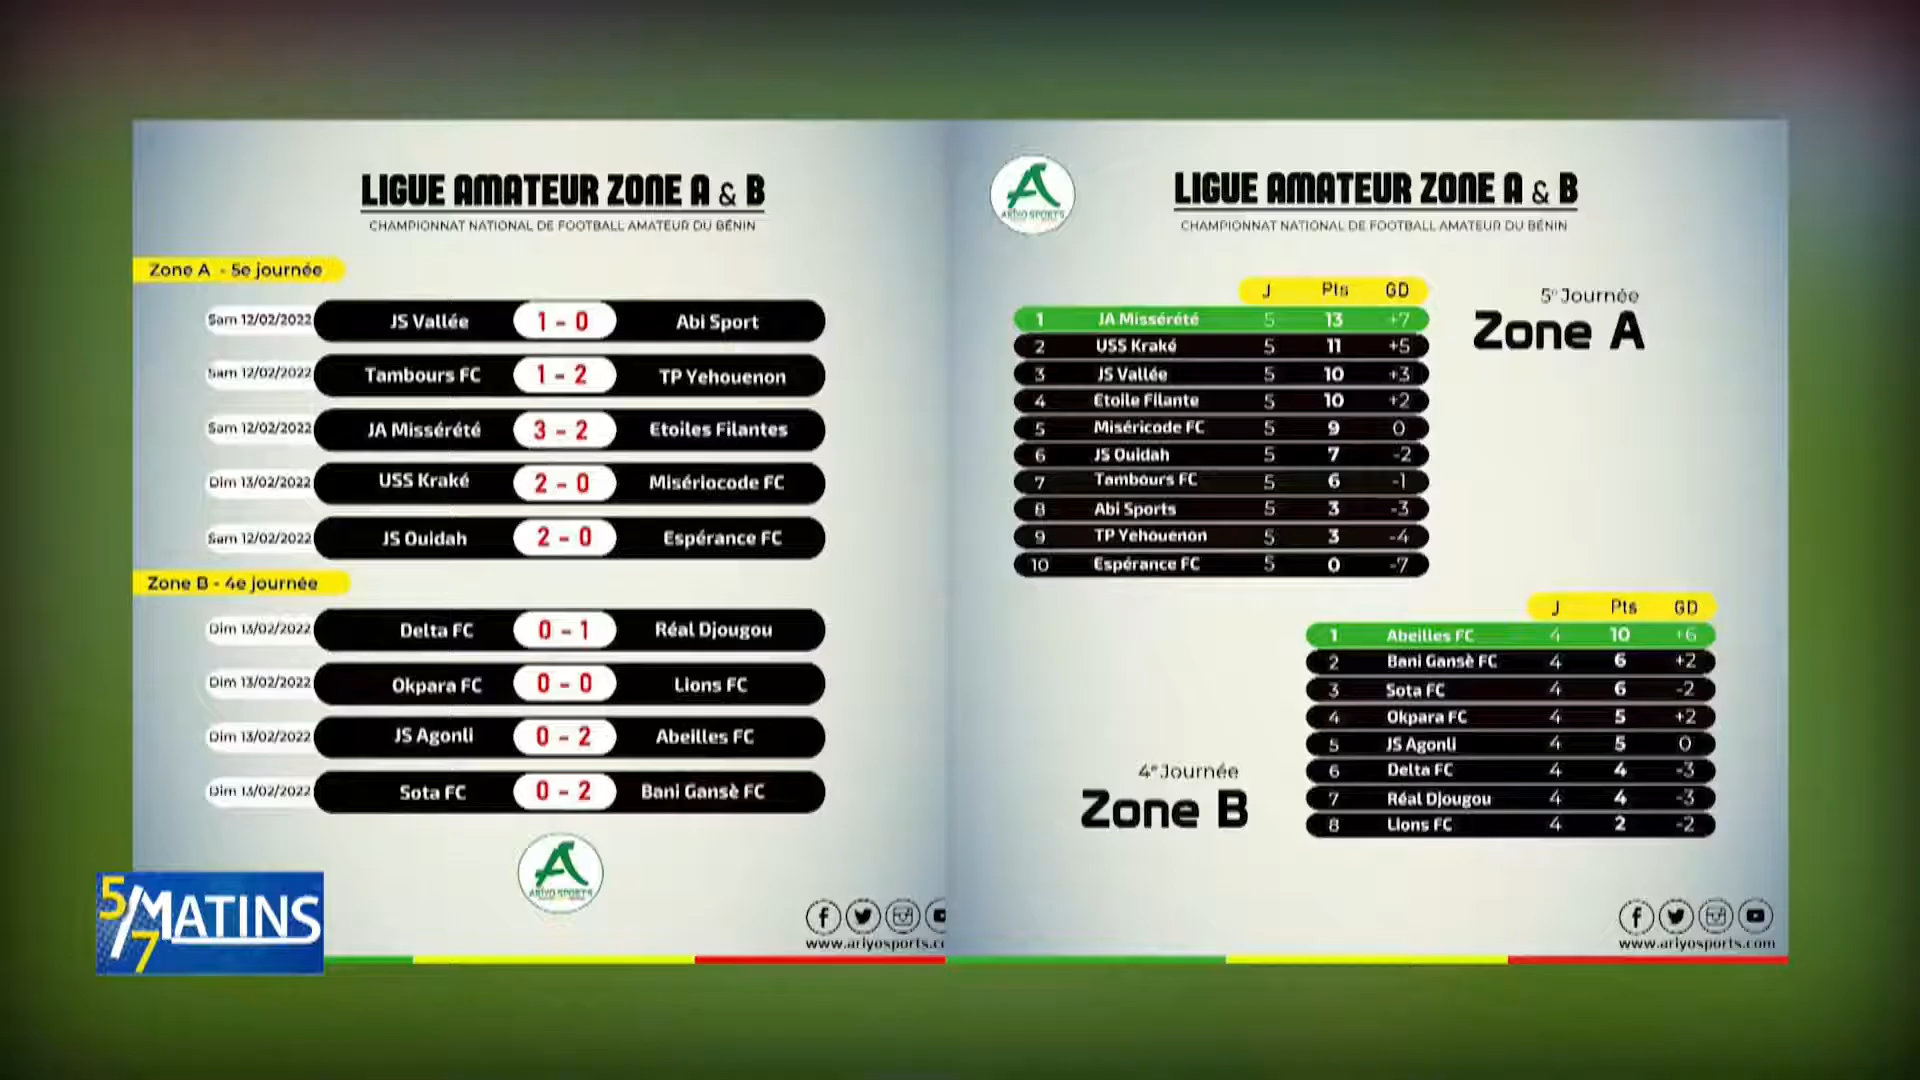 LIGUE AMATEUR ZONE A & B
CHAMPIONNAT NATIONAL DE FOOTBALL AMATEUR DU BÉNIN
Zone A - 5e journée
Sam 12/02/2022 JS Vallée 1 - 0 Abi Sport
Sam 12/02/2022 Tambours FC 1 - 2 TP Yehouenon
Sam 12/02/2022 JA Missérété 3 - 2 Etoiles Filantes
Dim 13/02/2022 USS Kraké 2 - 0 Misériocode FC
Sam 12/02/2022 JS Ouidah 2 - 0 Espérance FC
Zone B - 4e journée
Dim 13/02/2022 Delta FC 0 - 1 Réal Djougou
Dim 13/02/2022 Okpara FC 0 - 0 Lions FC
Dim 13/02/2022 JS Agonli 0 - 2 Abeilles FC
Dim 13/02/2022 Sota FC 0 - 2 Bani Gansè FC
ARIYO SPORTS
www.ariyosports.c
5/7 MATINS
ARIYO SPORTS
LIGUE AMATEUR ZONE A & B
CHAMPIONNAT NATIONAL DE FOOTBALL AMATEUR DU BÉNIN
5e Journée
Zone A
J Pts GD
1 JA Missérété 5 13 +7
2 USS Kraké 5 11 +5
3 JS Vallée 5 10 +3
4 Etoile Filante 5 10 +2
5 Miséricode FC 5 9 0
6 JS Ouidah 5 7 -2
7 Tambours FC 5 6 -1
8 Abi Sports 5 3 -3
9 TP Yehouenon 5 3 -4
10 Espérance FC 5 0 -7
4e Journée
Zone B
J Pts GD
1 Abeilles FC 4 10 +6
2 Bani Gansè FC 4 6 +2
3 Sota FC 4 6 -2
4 Okpara FC 4 5 +2
5 JS Agonli 4 5 0
6 Delta FC 4 4 -3
7 Réal Djougou 4 4 -3
8 Lions FC 4 2 -2
www.ariyosports.com